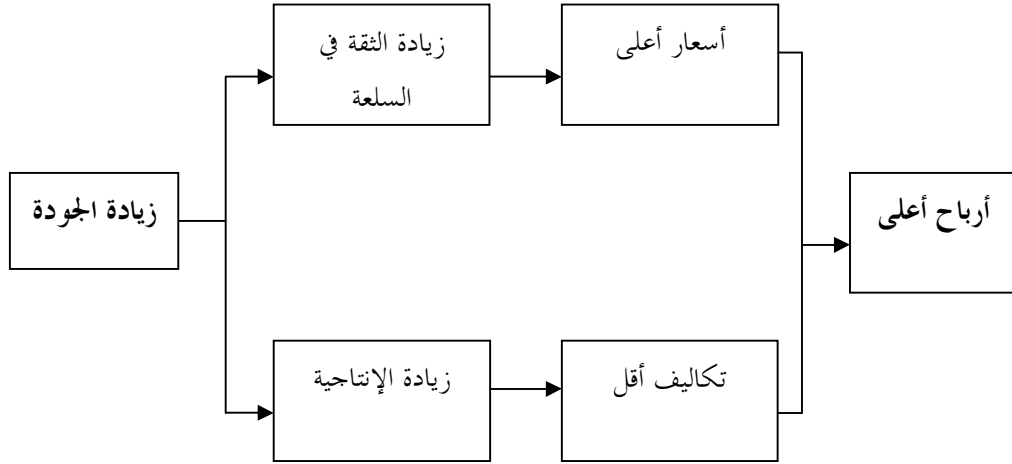 زيادة الثقة في
السلعة
أسعار أعلى
زيادة الجودة
أرباح أعلى
زيادة الإنتاجية
تكاليف أقل